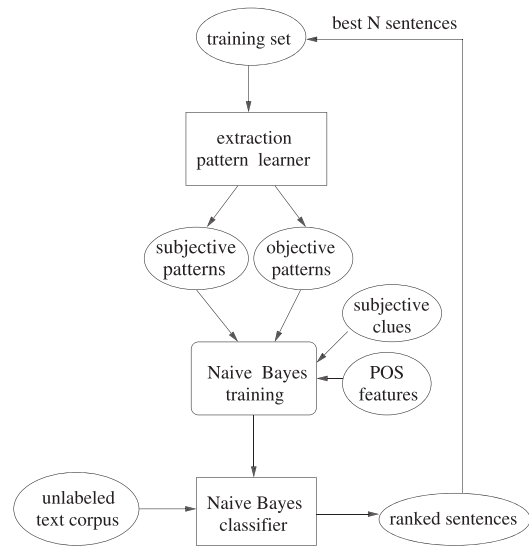 best N sentences
training set
extraction
pattern learner
subjective
patterns
objective
patterns
subjective
clues
Naive Bayes
training
POS
features
unlabeled
text corpus
Naive Bayes
classifier
ranked sentences